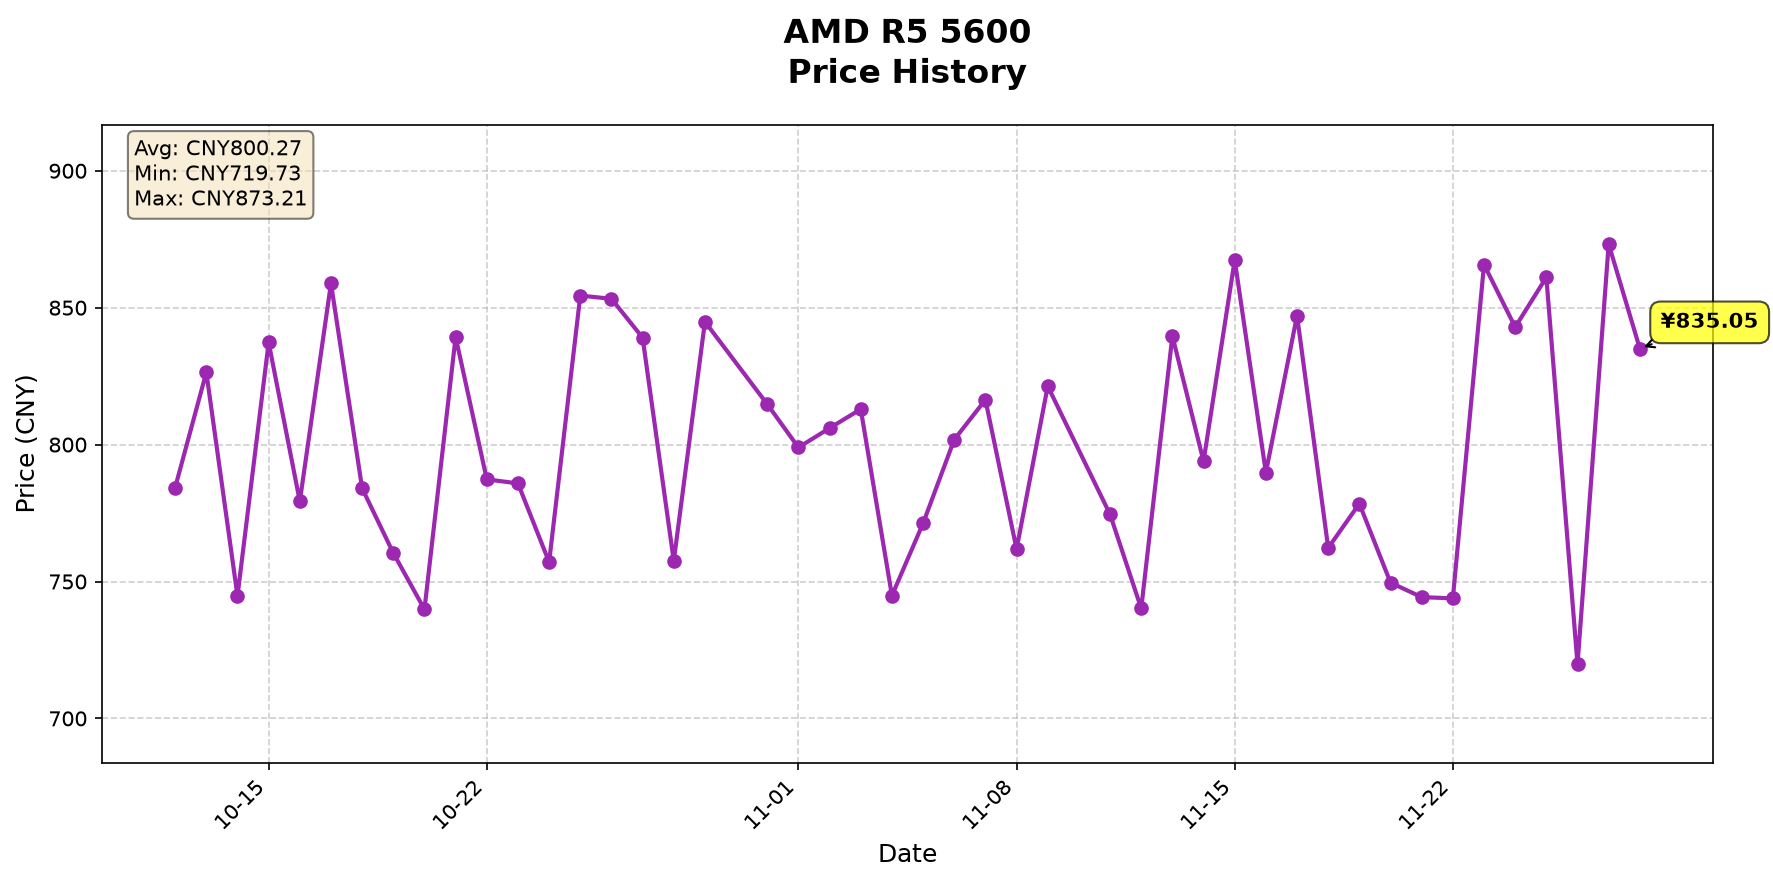 AMD R5 5600
Price History
Avg: CNY800.27
Min: CNY719.73
Max: CNY873.21
900
850
800
750
700
Price (CNY)
¥835.05
10-15
10-22
11-01
11-08
11-15
11-22
Date